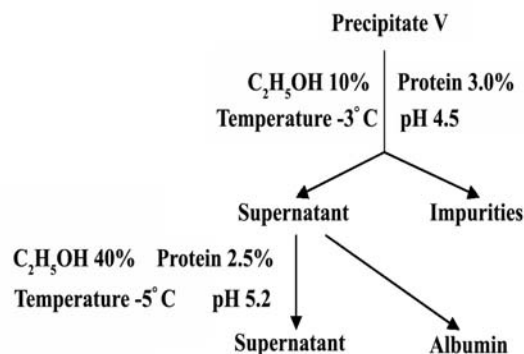 Precipitate V
C₂H₅OH 10% Protein 3.0%
Temperature -3°C pH 4.5
Supernatant Impurities
C₂H₅OH 40% Protein 2.5%
Temperature -5°C pH 5.2
Supernatant Albumin